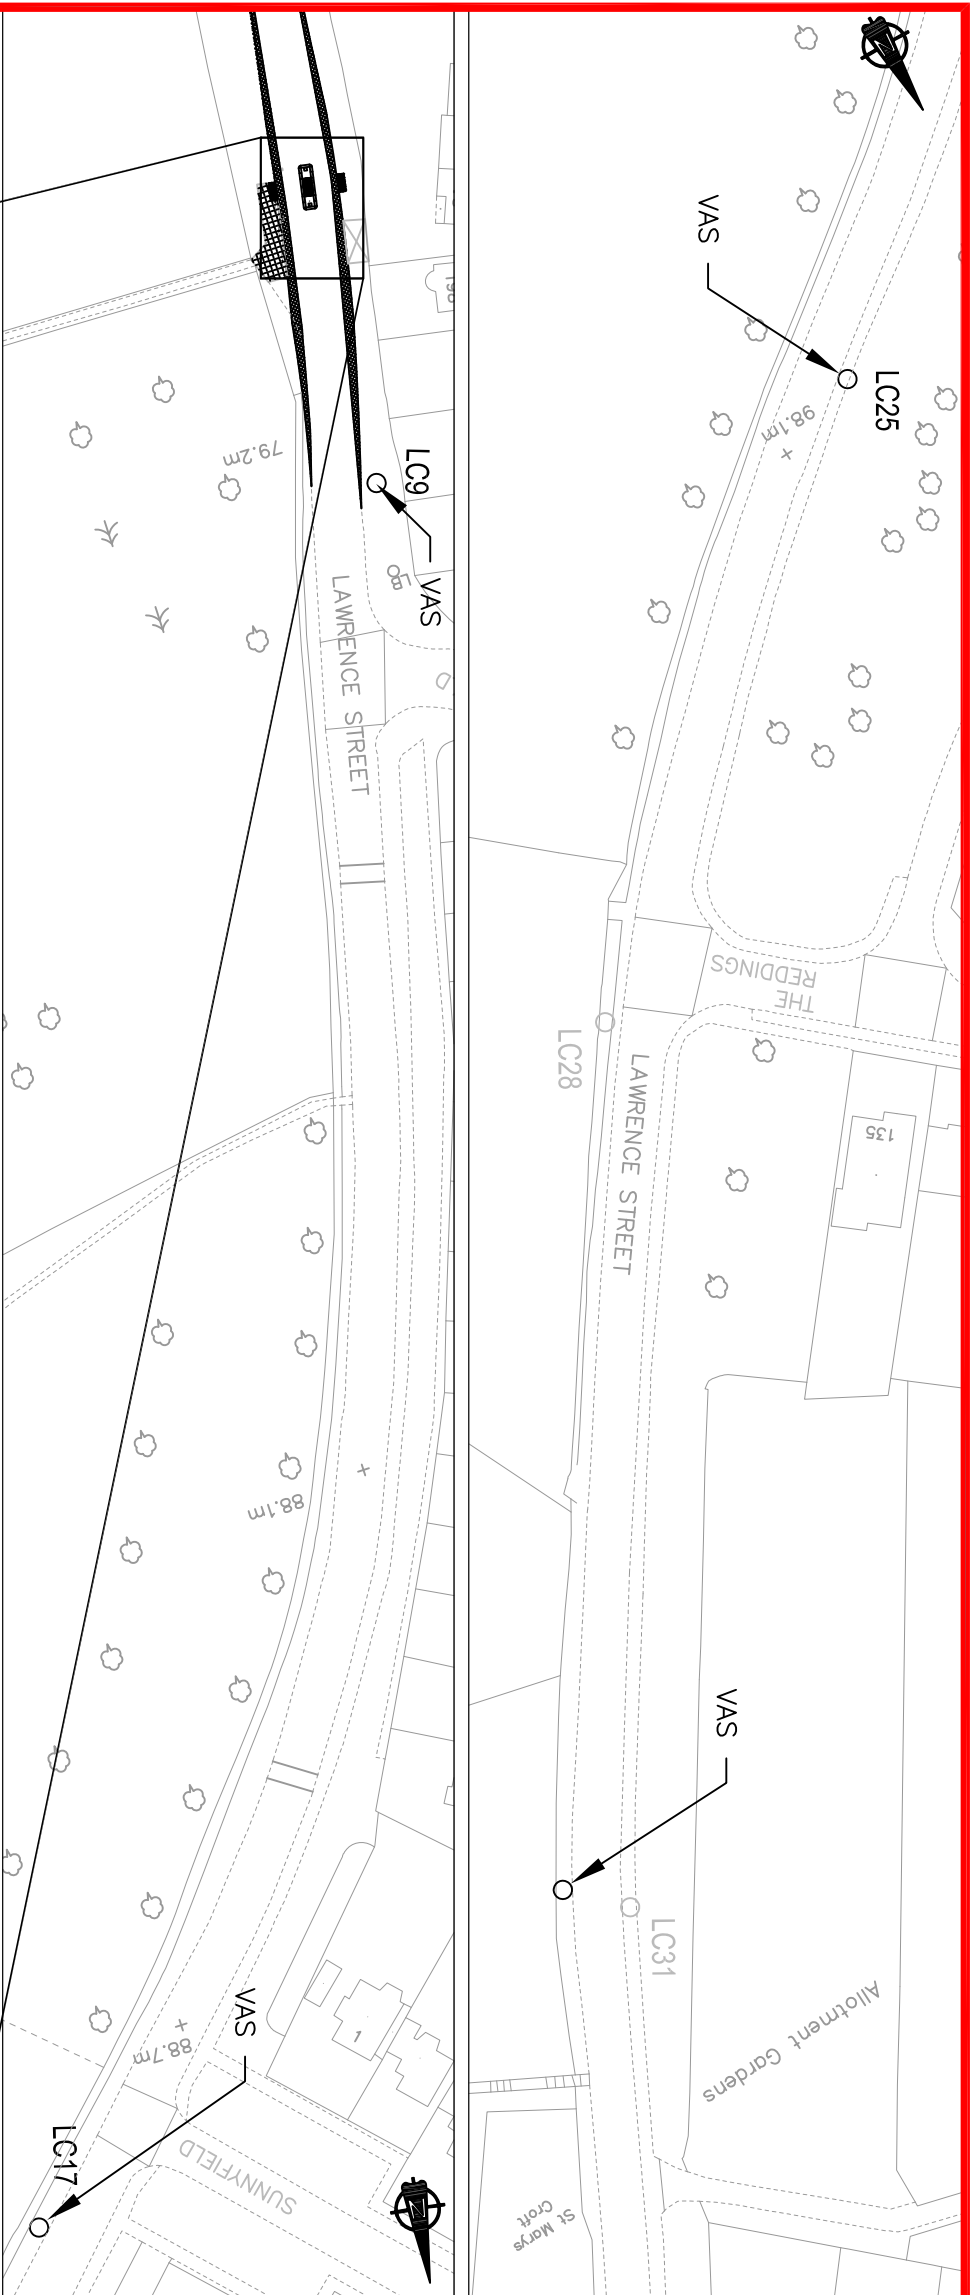 VAS
LC25
98.1m
THE
REDDINGS
LC28
LAWRENCE STREET
135
VAS
LC31
Allotment Gardens
St Marys
Croft
N
LC9
VAS
LB
79.2m
LAWRENCE STREET
88.1m
1
VAS
88.7m
LC17
SUNNYFIELD
N